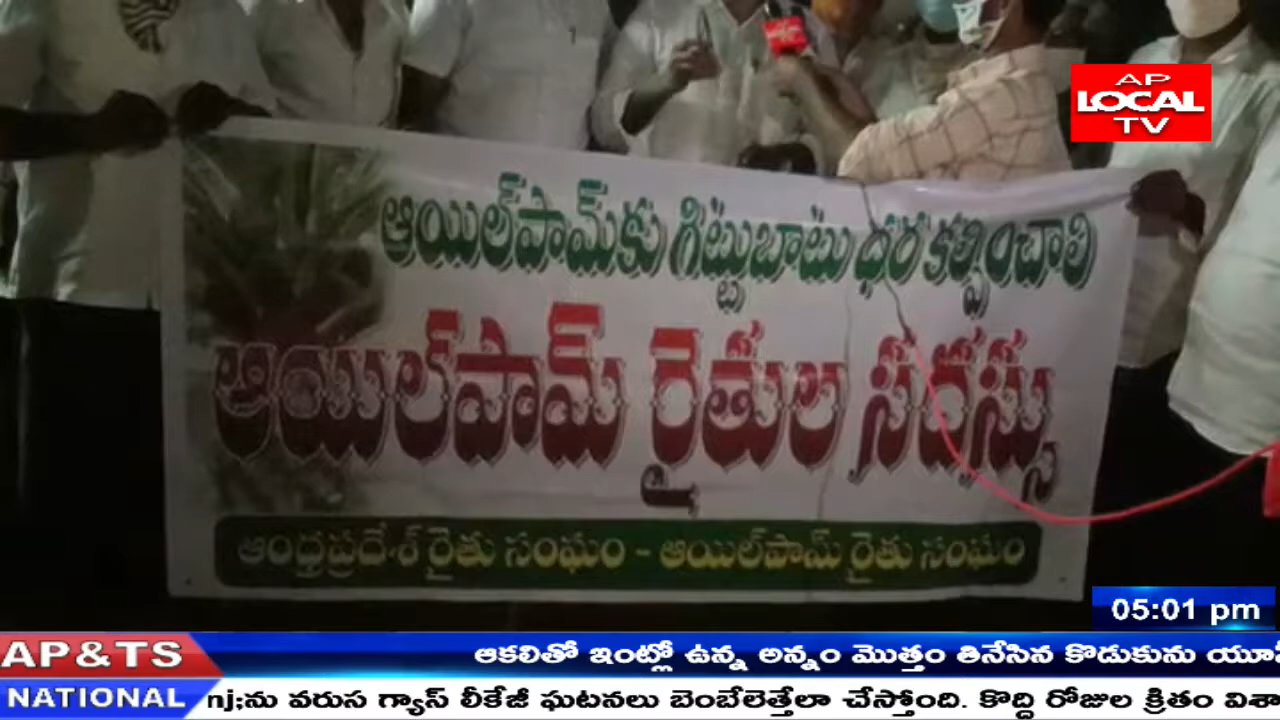 AP
LOCAL
TV
ఆయిల్‌పామ్‌కు గిట్టుబాటు ధర కల్పించాలి
ఆయిల్‌పామ్ రైతుల సదస్సు
ఆంధ్రప్రదేశ్ రైతు సంఘం - ఆయిల్‌పామ్ రైతు సంఘం
05:01 pm
AP&TS
ఆకలితో ఇంట్లో ఉన్న అన్నం మొత్తం తినేసిన కొడుకును
NATIONAL
nj;ను వరుస గ్యాస్ లీకేజీ ఘటనలు బెంబేలెత్తేలా చేస్తోంది. కొద్ది రోజుల క్రితం